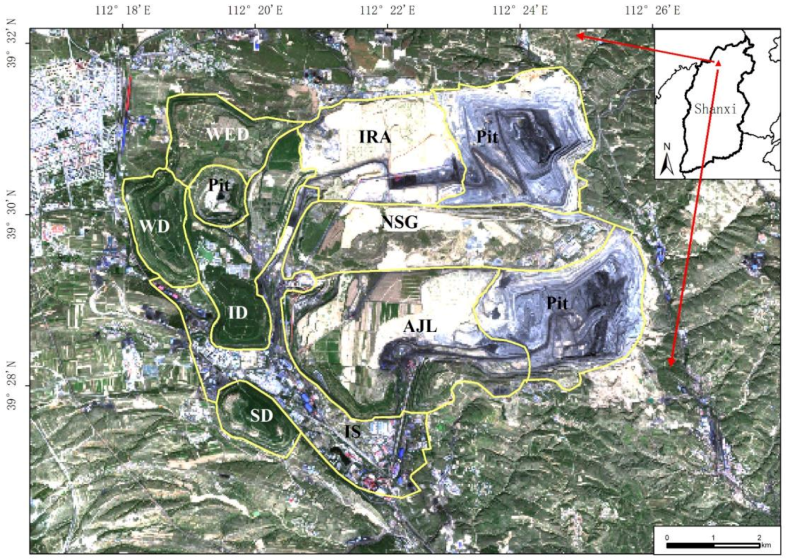 112° 18′E
112° 20′E
112° 22′E
112° 24′E
112° 26′E
39° 32′N
39° 30′N
39° 28′N
Shanxi
N
WED
IRA
Pit
Pit
WD
NSG
ID
AJL
Pit
SD
IS
0 1 2
km